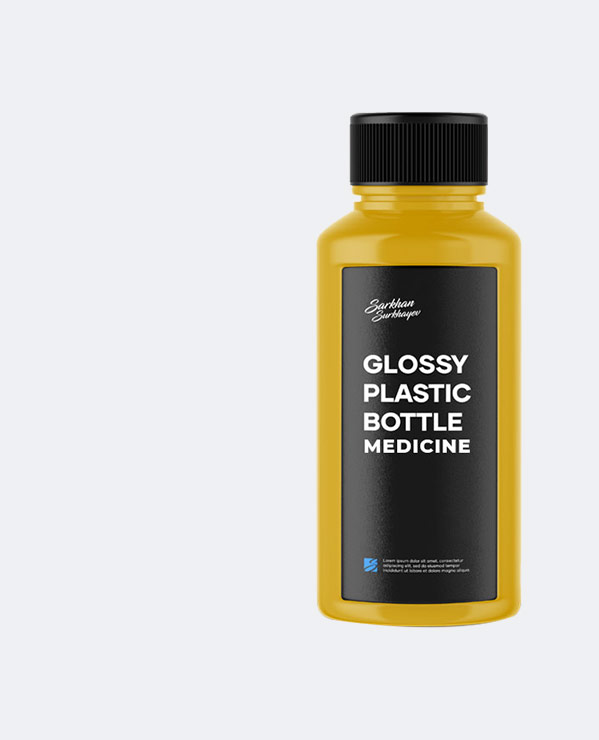 Sarkhan
Surkhayev
GLOSSY
PLASTIC
BOTTLE
MEDICINE
Lorem ipsum dolor sit amet, consectetur
adipiscing elit, sed do eiusmod tempor
incididunt ut labore et dolore magna aliqua.